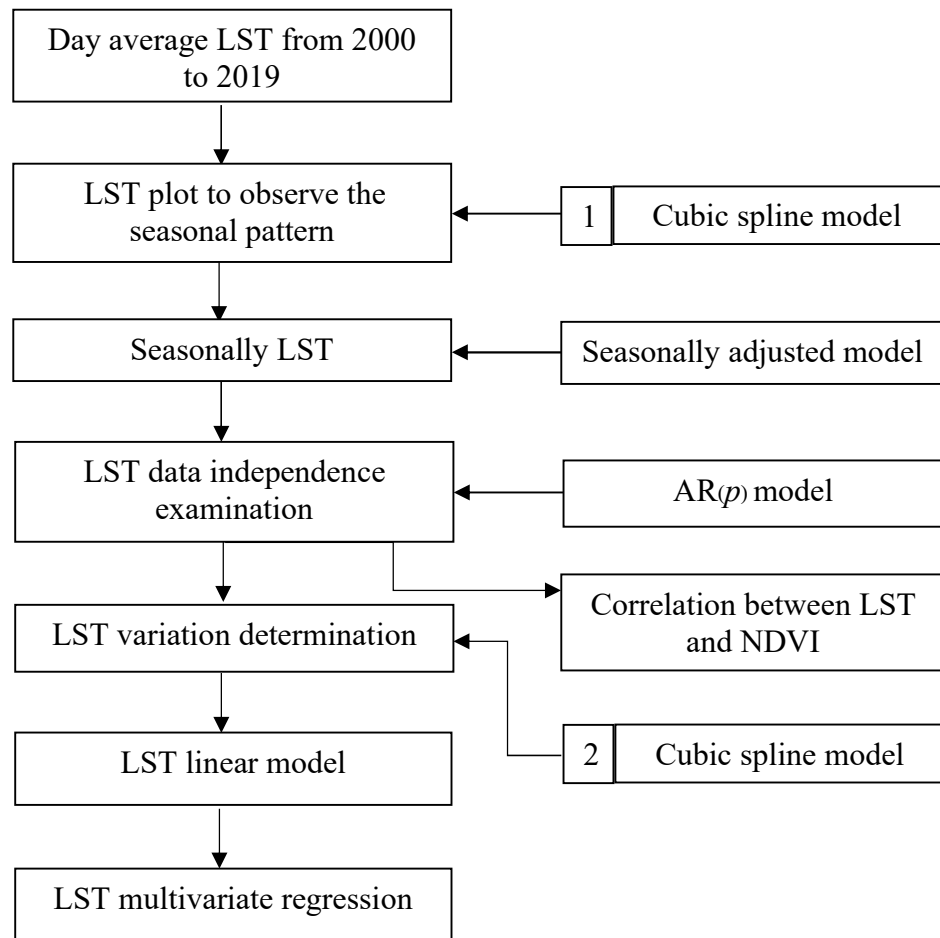 Day average LST from 2000
to 2019
LST plot to observe the
seasonal pattern
1 Cubic spline model
Seasonally LST
Seasonally adjusted model
LST data independence
examination
AR(p) model
Correlation between LST
and NDVI
LST variation determination
LST linear model
2 Cubic spline model
LST multivariate regression